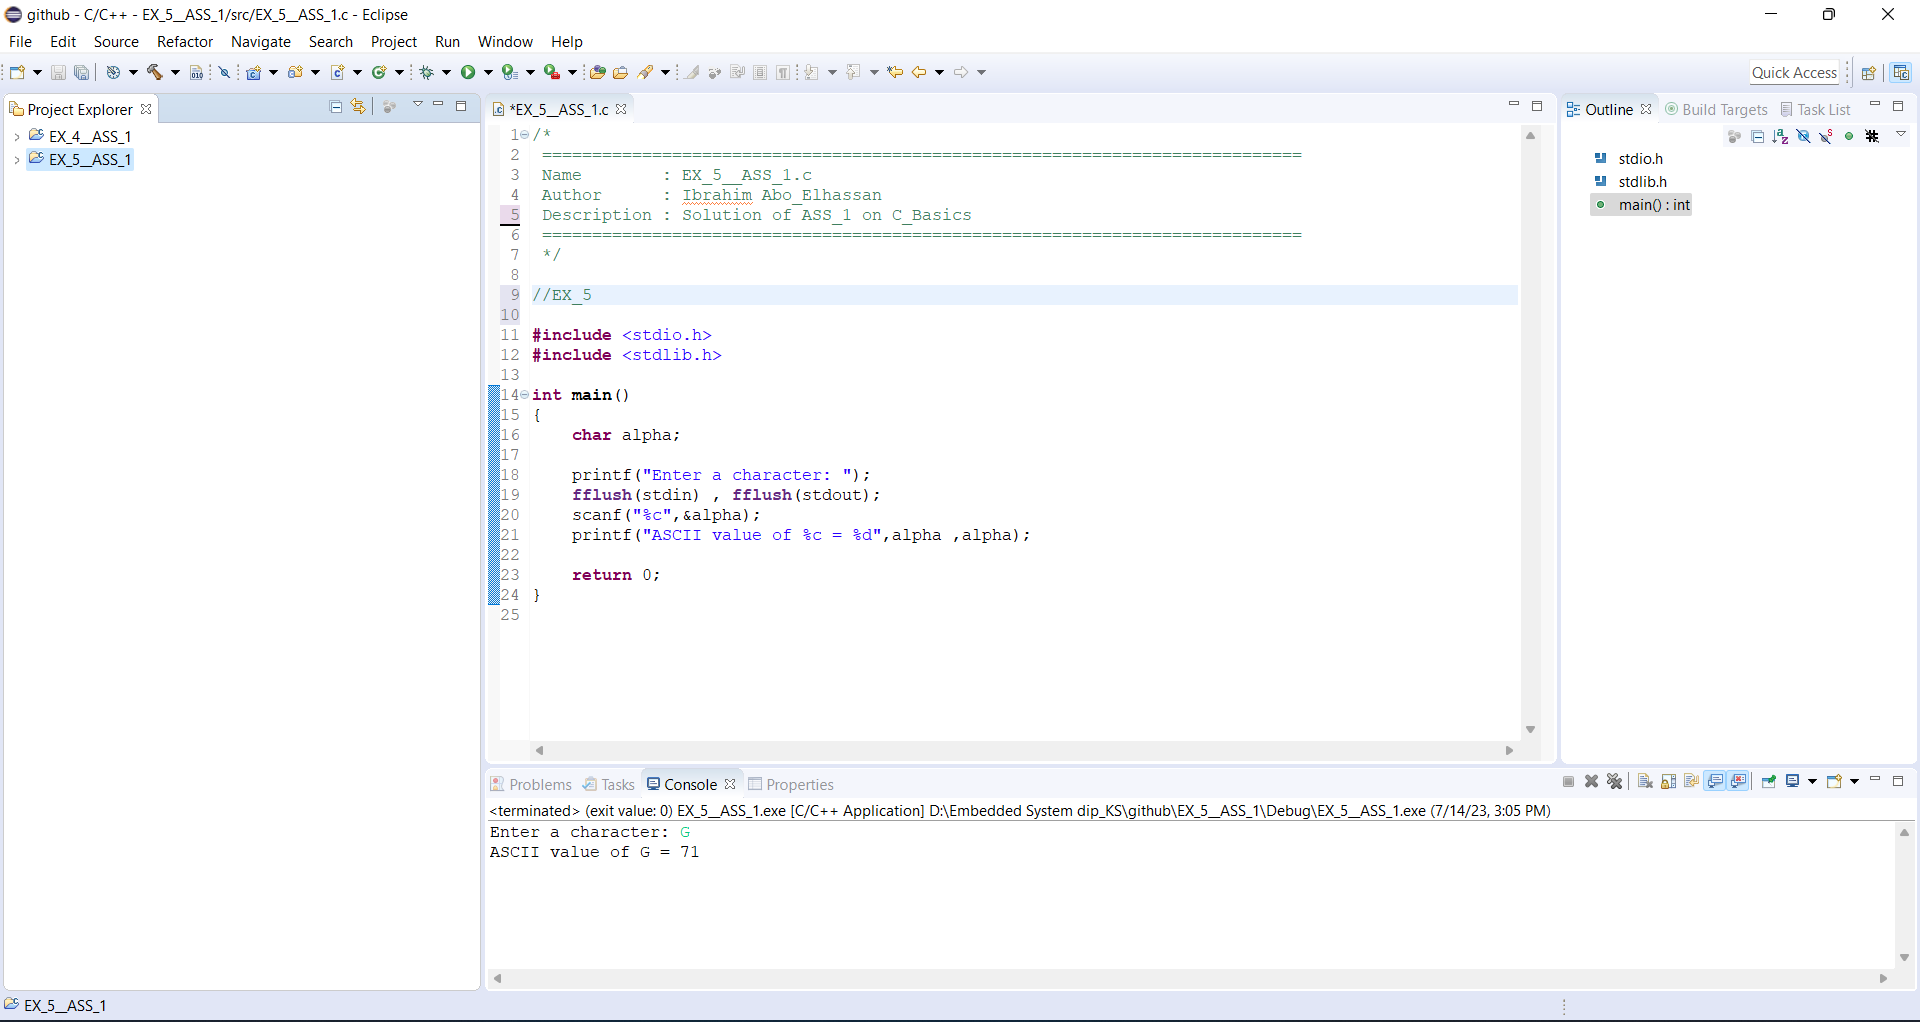 github - C/C++ - EX_5__ASS_1/src/EX_5__ASS_1.c - Eclipse
File Edit Source Refactor Navigate Search Project Run Window Help
Quick Access
Project Explorer
EX_4__ASS_1
EX_5__ASS_1
*EX_5__ASS_1.c
1 /*
2 ============================================================================
3 Name : EX_5__ASS_1.c
4 Author : Ibrahim Abo_Elhassan
5 Description : Solution of ASS_1 on C_Basics
6 ============================================================================
7 */
8
9 //EX_5
10
11 #include <stdio.h>
12 #include <stdlib.h>
13
14 int main()
15 {
16 char alpha;
17
18 printf("Enter a character: ");
19 fflush(stdin) , fflush(stdout);
20 scanf("%c",&alpha);
21 printf("ASCII value of %c = %d",alpha ,alpha);
22
23 return 0;
24 }
25
Outline Build Targets Task List
stdio.h
stdlib.h
main() : int
Problems Tasks Console Properties
<terminated> (exit value: 0) EX_5__ASS_1.exe [C/C++ Application] D:\Embedded System dip_KS\github\EX_5__ASS_1\Debug\EX_5__ASS_1.exe (7/14/23, 3:05 PM)
Enter a character: G
ASCII value of G = 71
EX_5__ASS_1